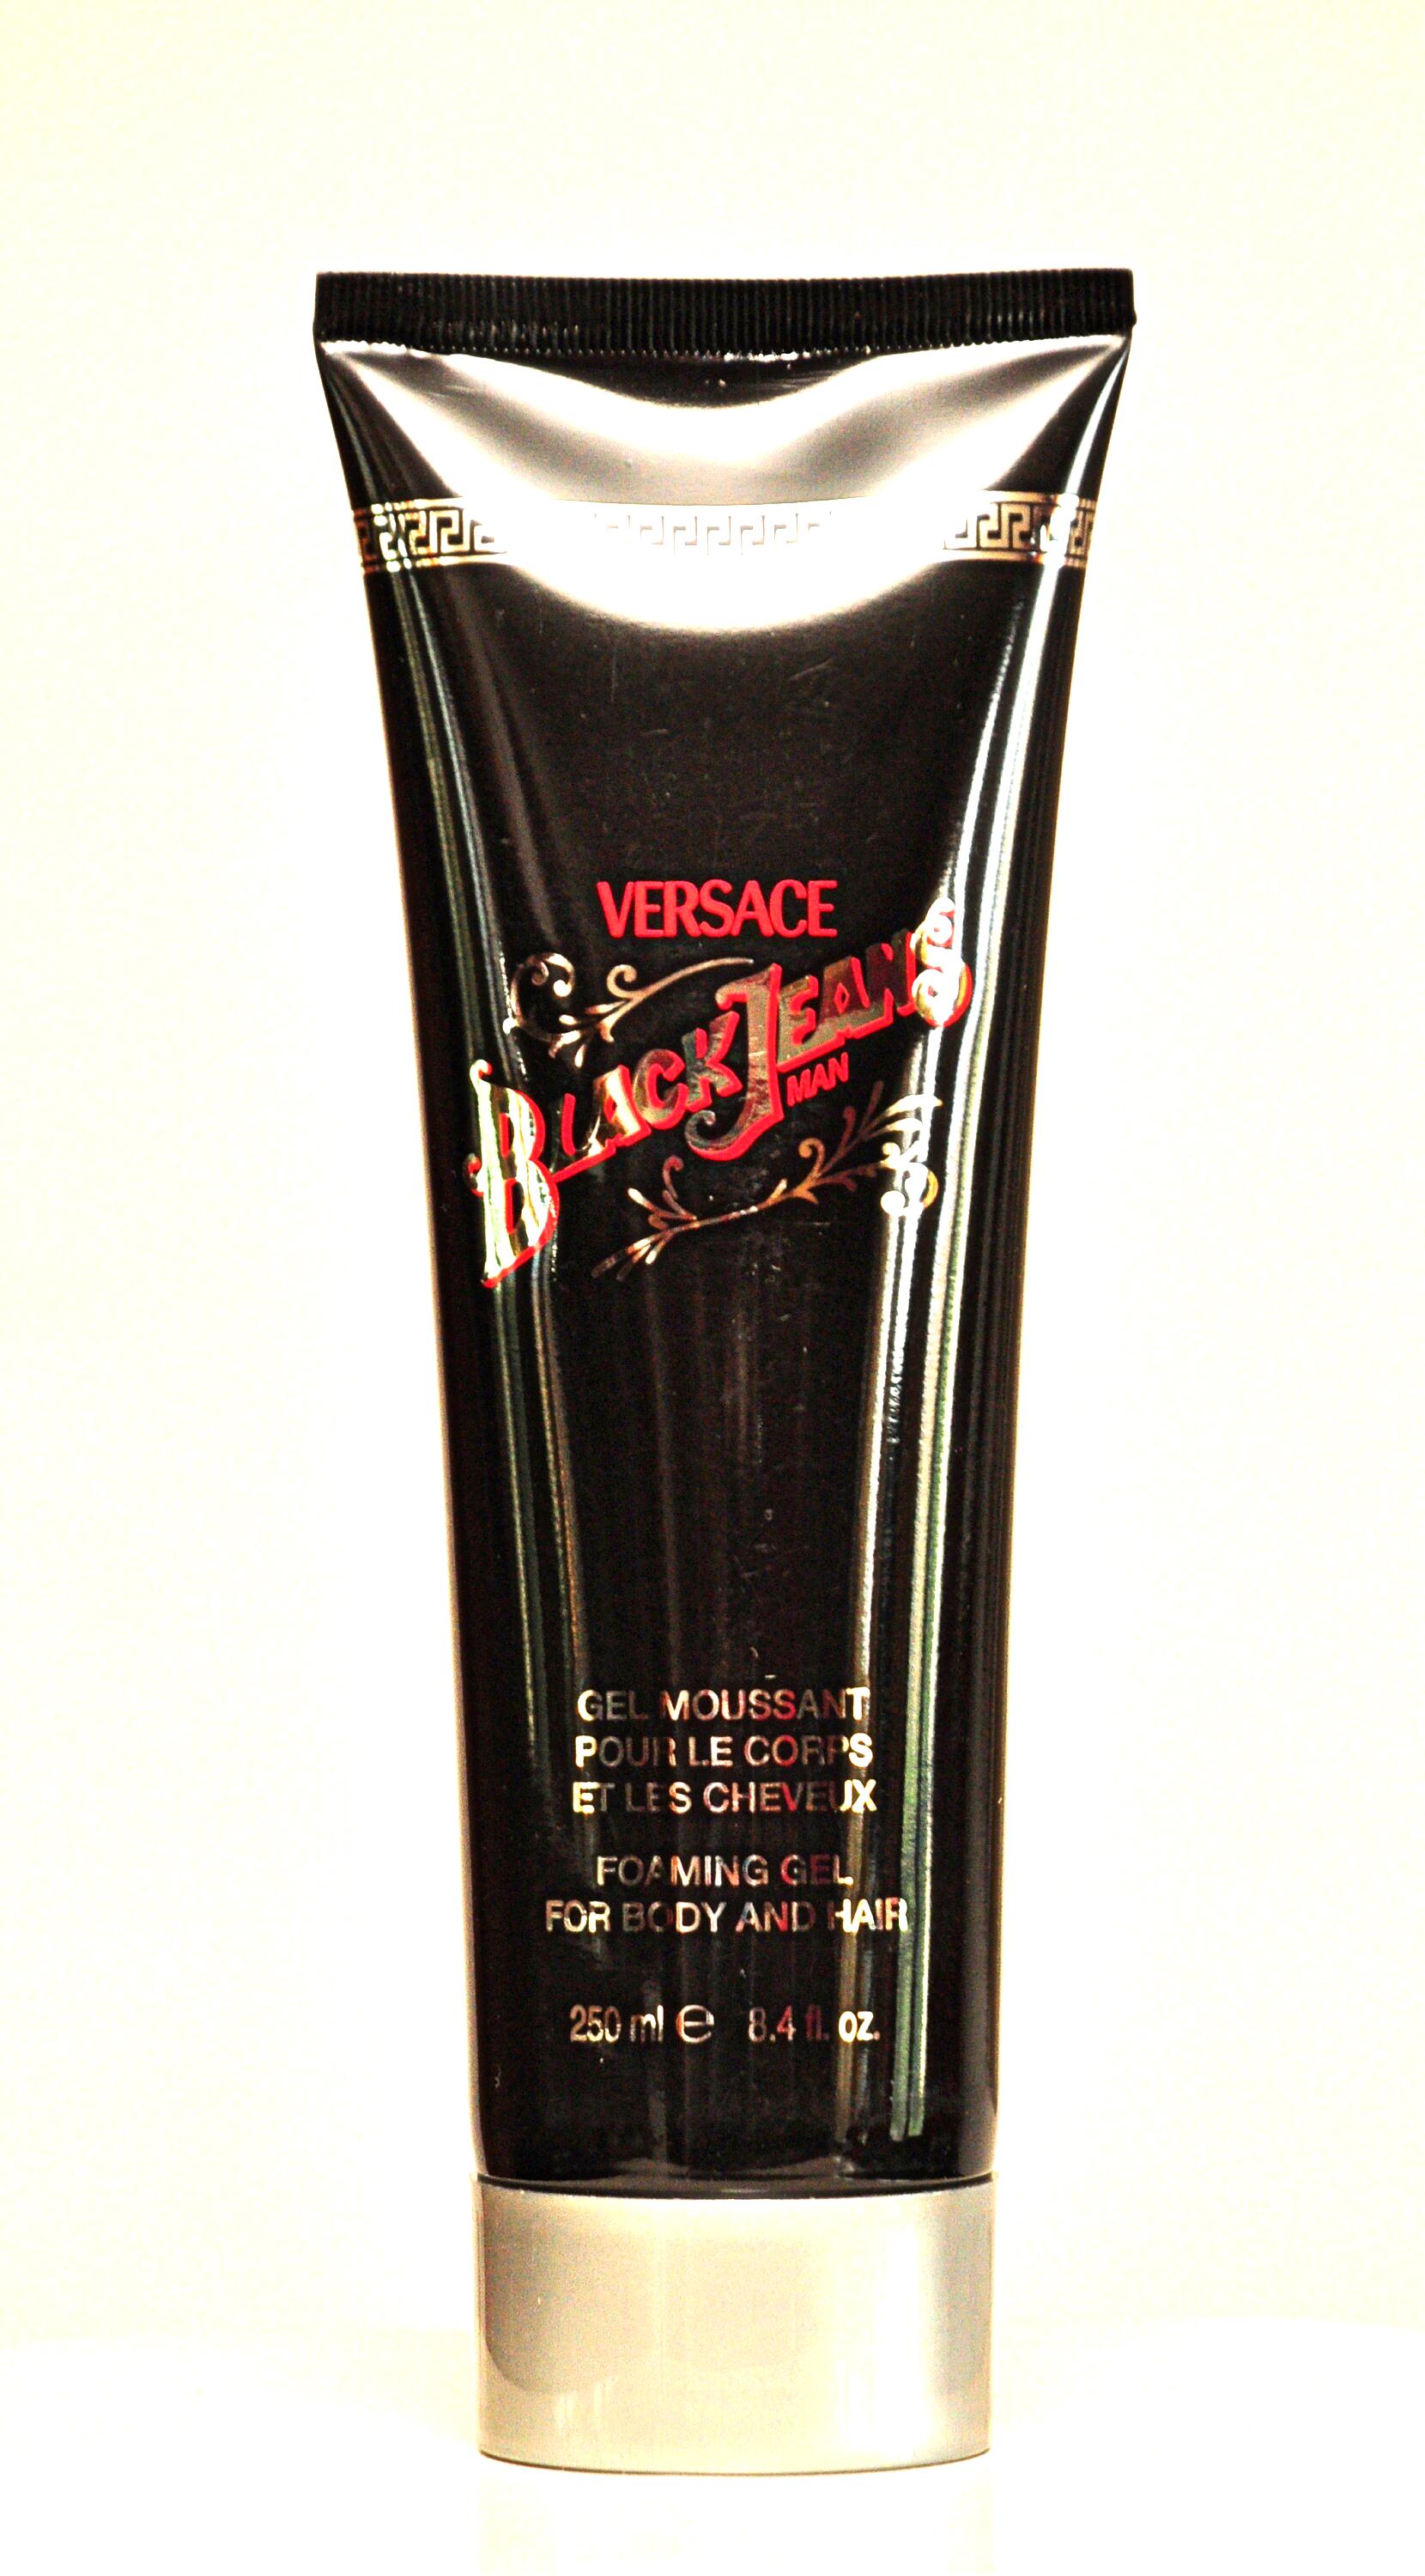 VERSACE
BLACK JEANS
MAN
GEL MOUSSANT
POUR LE CORPS
ET LES CHEVEUX
FOAMING GEL
FOR BODY AND HAIR
250 ml ℮ 8.4 fl. oz.